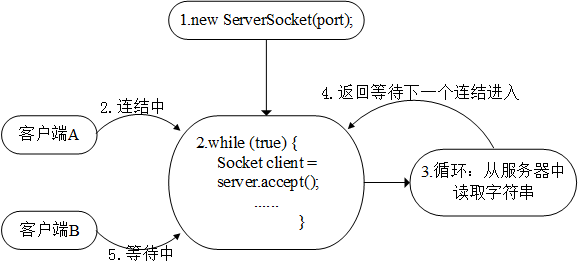 1.new ServerSocket(port);
2. 连结中
4. 返回等待下一个连结进入
客户端A
2.while (true) {
Socket client =
server.accept();
......
}
3.循环：从服务器中
读取字符串
客户端B
5. 等待中